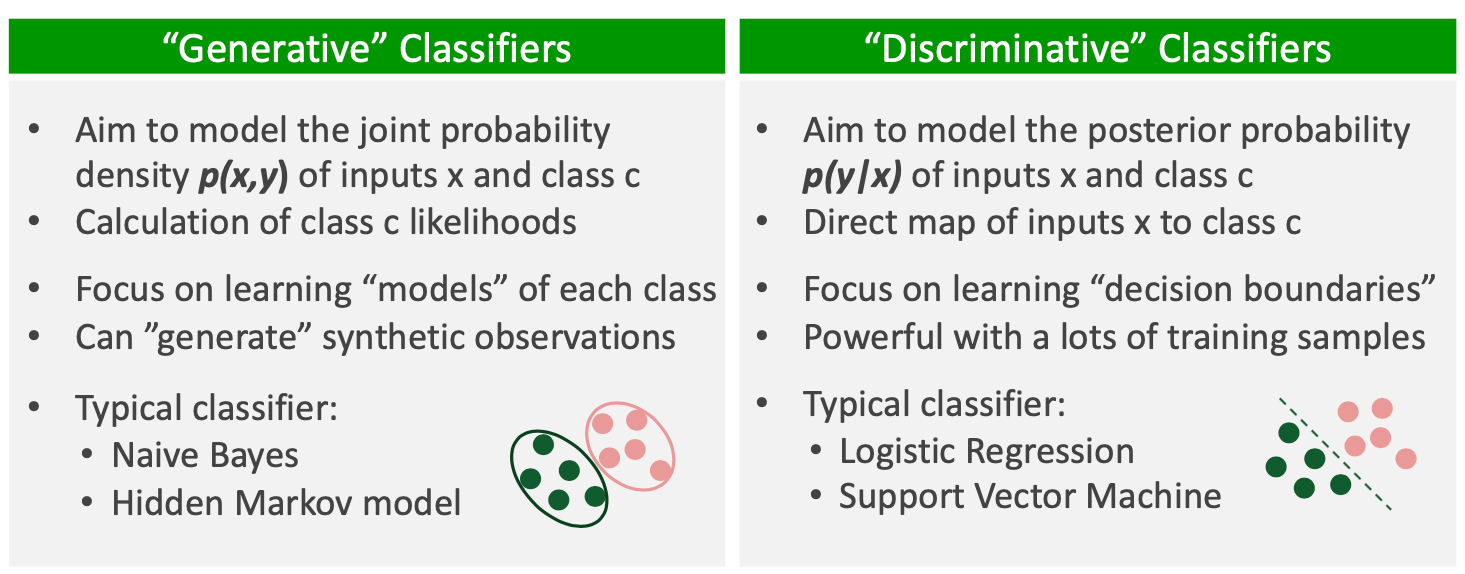 “Generative” Classifiers
• Aim to model the joint probability
density p(x,y) of inputs x and class c
• Calculation of class c likelihoods
• Focus on learning “models” of each class
• Can ”generate” synthetic observations
• Typical classifier:
• Naive Bayes
• Hidden Markov model
“Discriminative” Classifiers
• Aim to model the posterior probability
p(y|x) of inputs x and class c
• Direct map of inputs x to class c
• Focus on learning “decision boundaries”
• Powerful with a lots of training samples
• Typical classifier:
• Logistic Regression
• Support Vector Machine